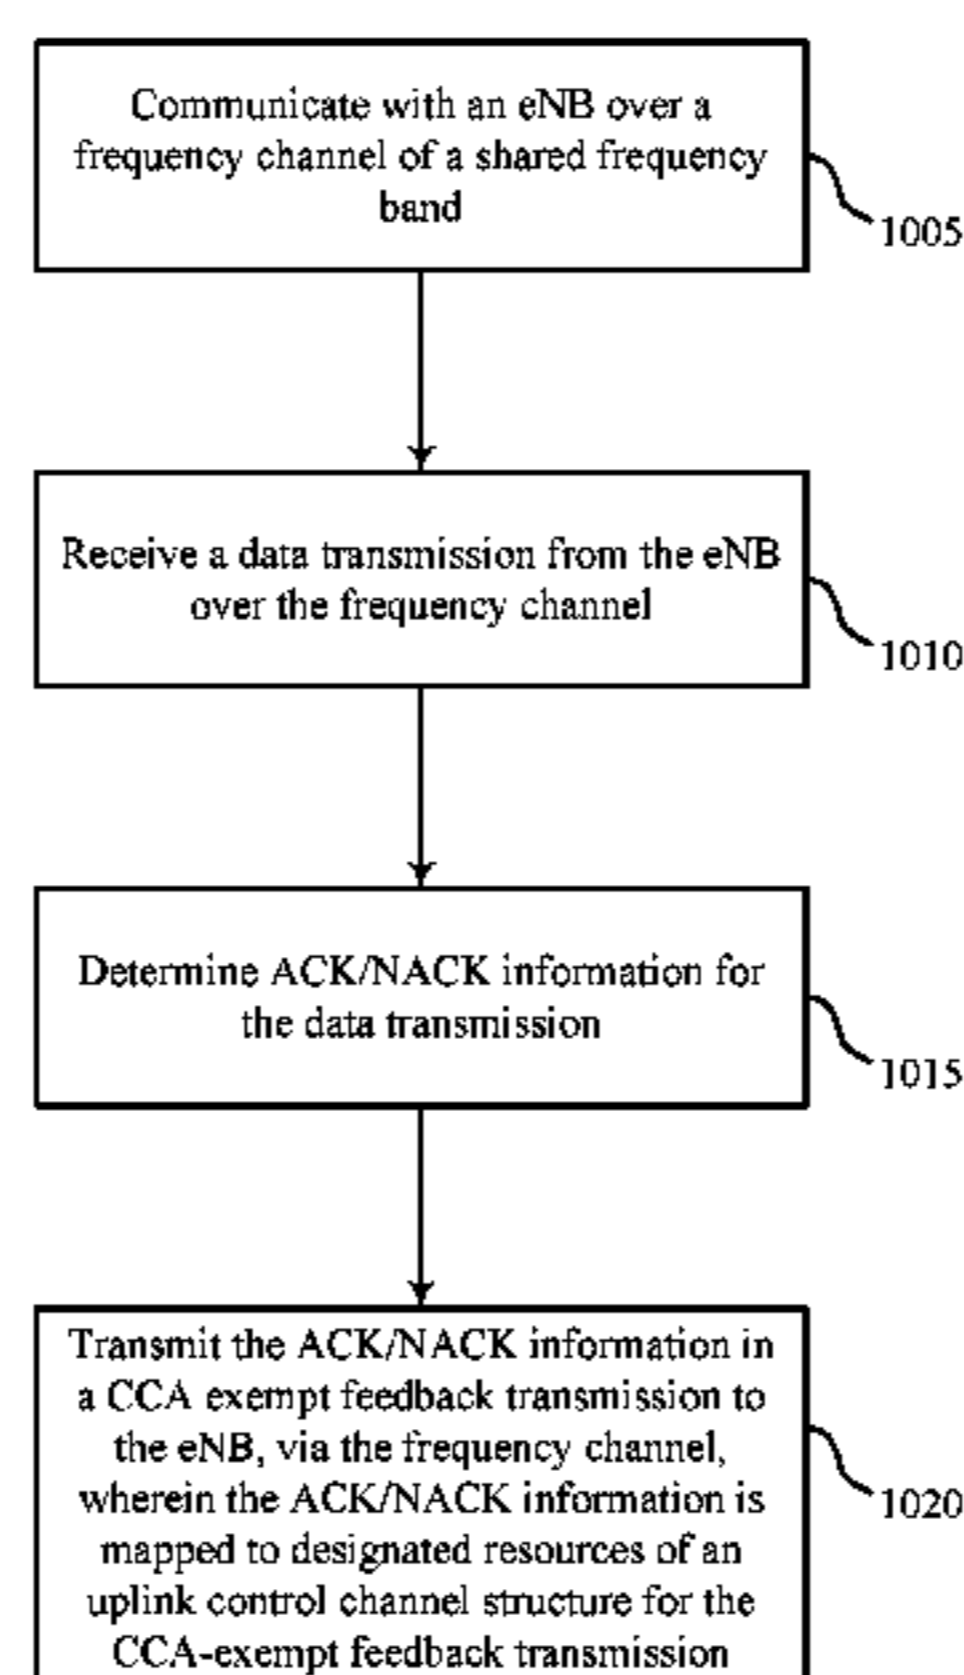 Communicate with an eNB over a
frequency channel of a shared frequency
band
1005
Receive a data transmission from the eNB
over the frequency channel
1010
Determine ACK/NACK information for
the data transmission
1015
Transmit the ACK/NACK information in
a CCA exempt feedback transmission to
the eNB, via the frequency channel,
wherein the ACK/NACK information is
mapped to designated resources of an
uplink control channel structure for the
CCA-exempt feedback transmission
1020